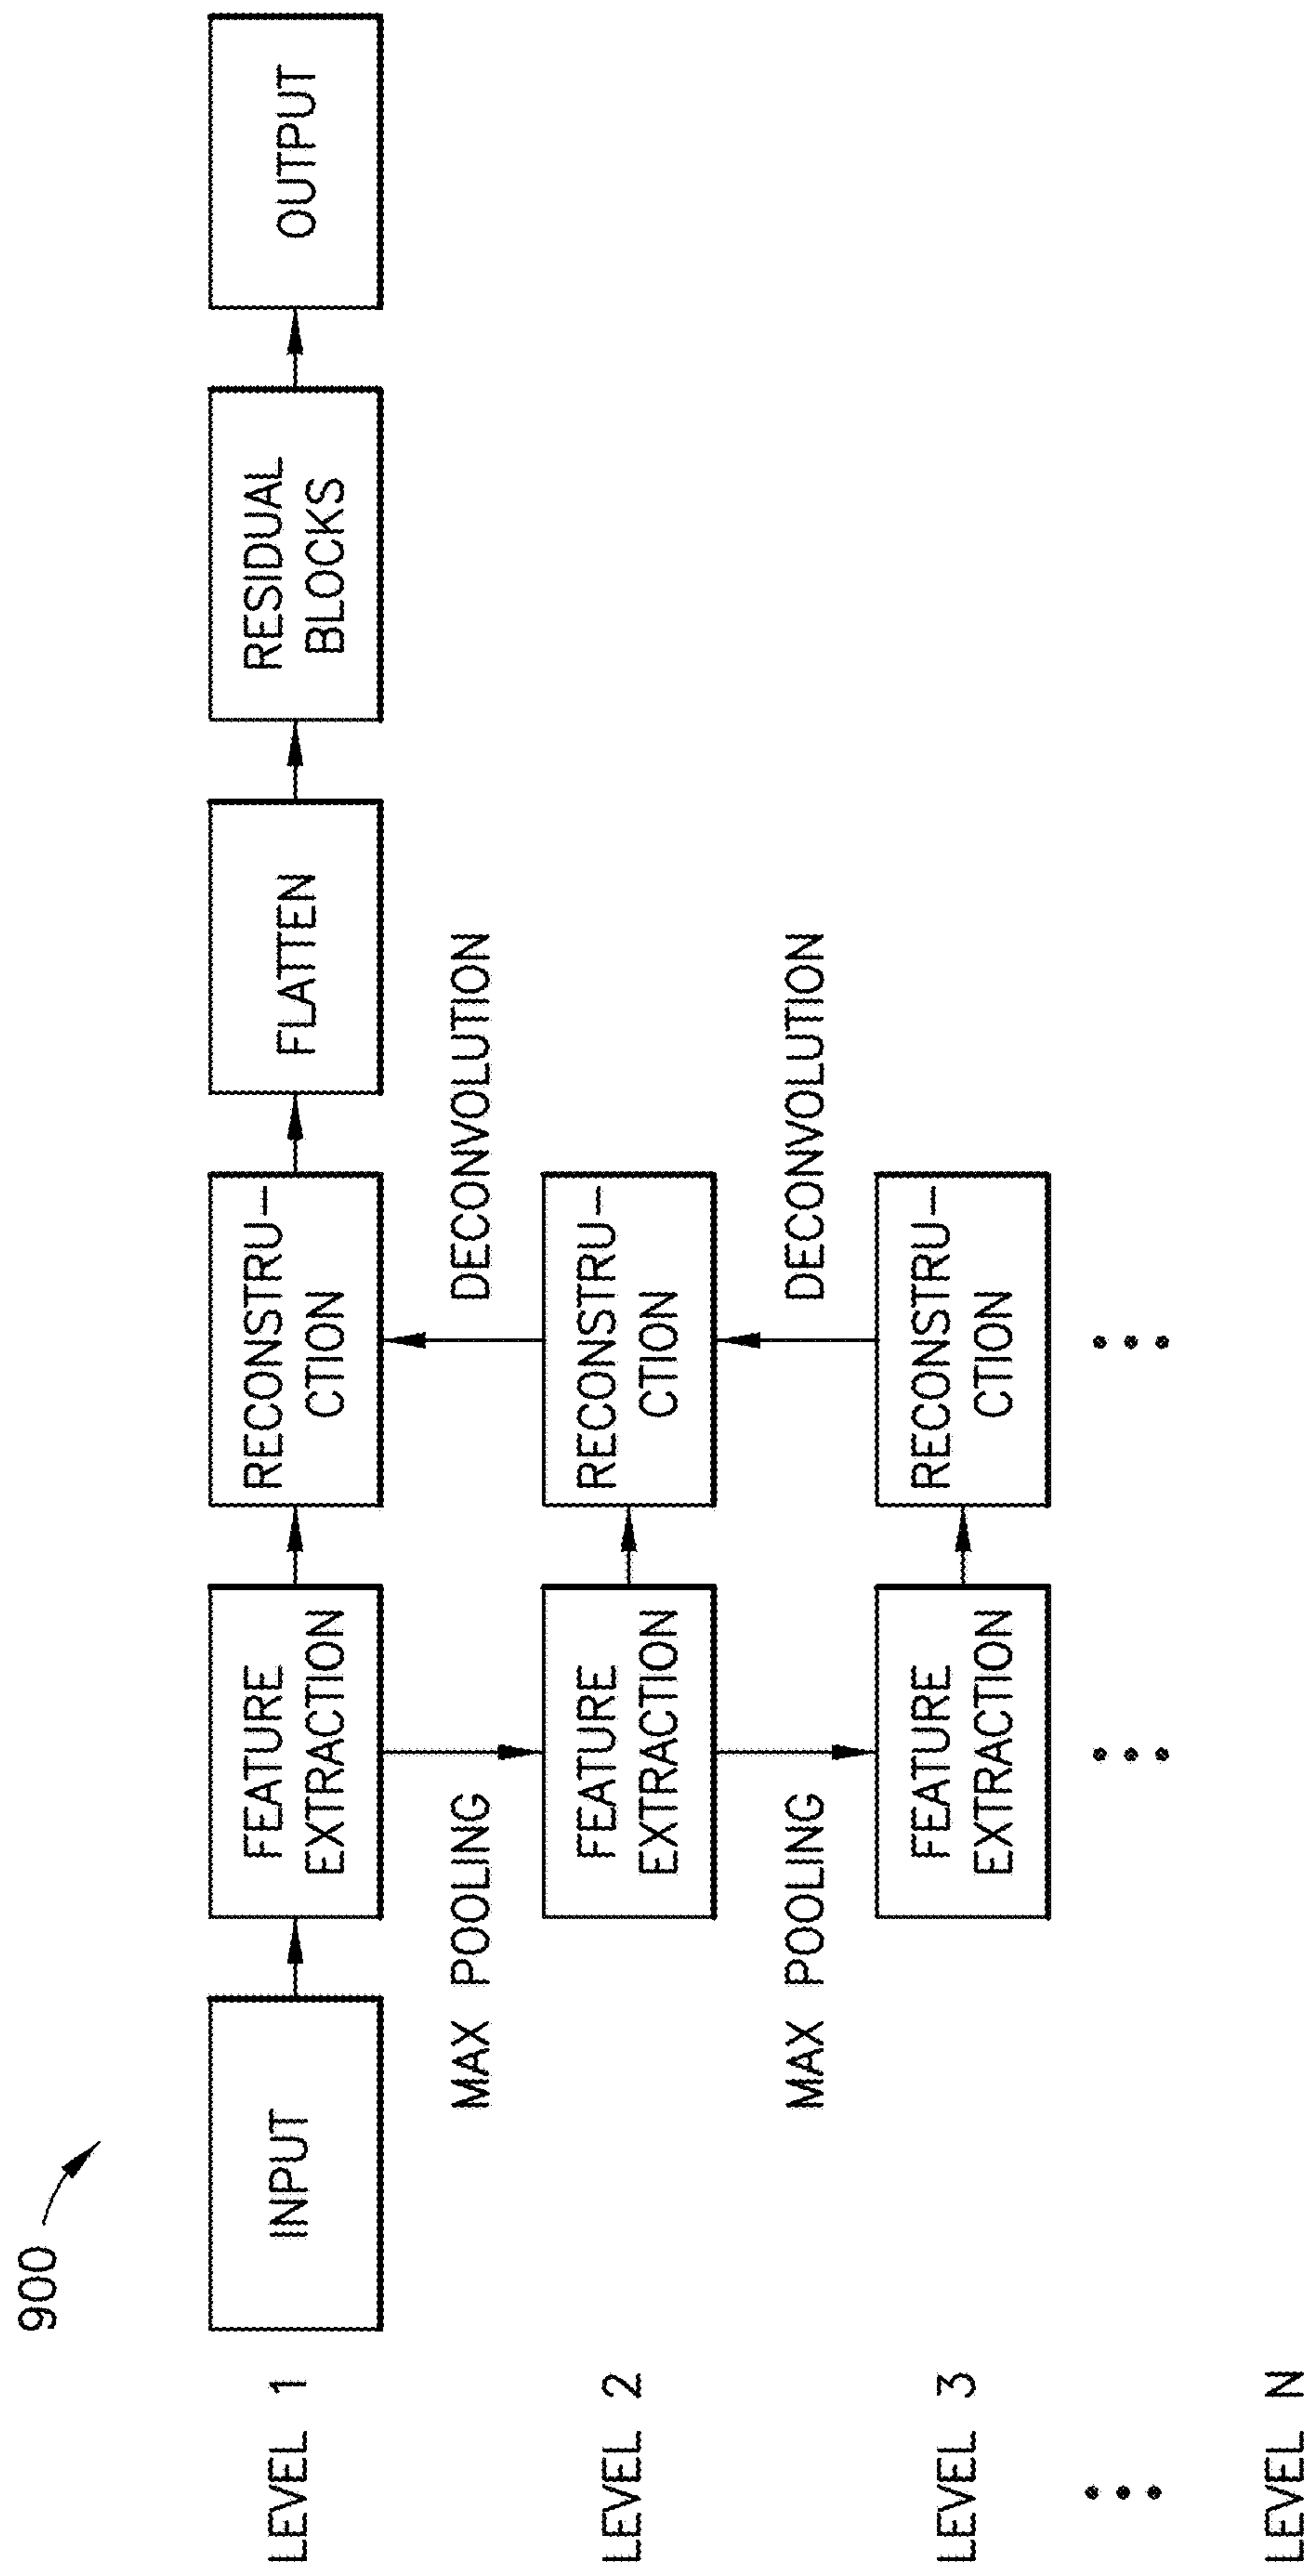 900
LEVEL 1
INPUT
FEATURE
EXTRACTION
RECONSTRU-
CTION
FLATTEN
RESIDUAL
BLOCKS
OUTPUT
MAX POOLING
DECONVOLUTION
LEVEL 2
FEATURE
EXTRACTION
RECONSTRU-
CTION
MAX POOLING
DECONVOLUTION
LEVEL 3
FEATURE
EXTRACTION
RECONSTRU-
CTION
LEVEL N